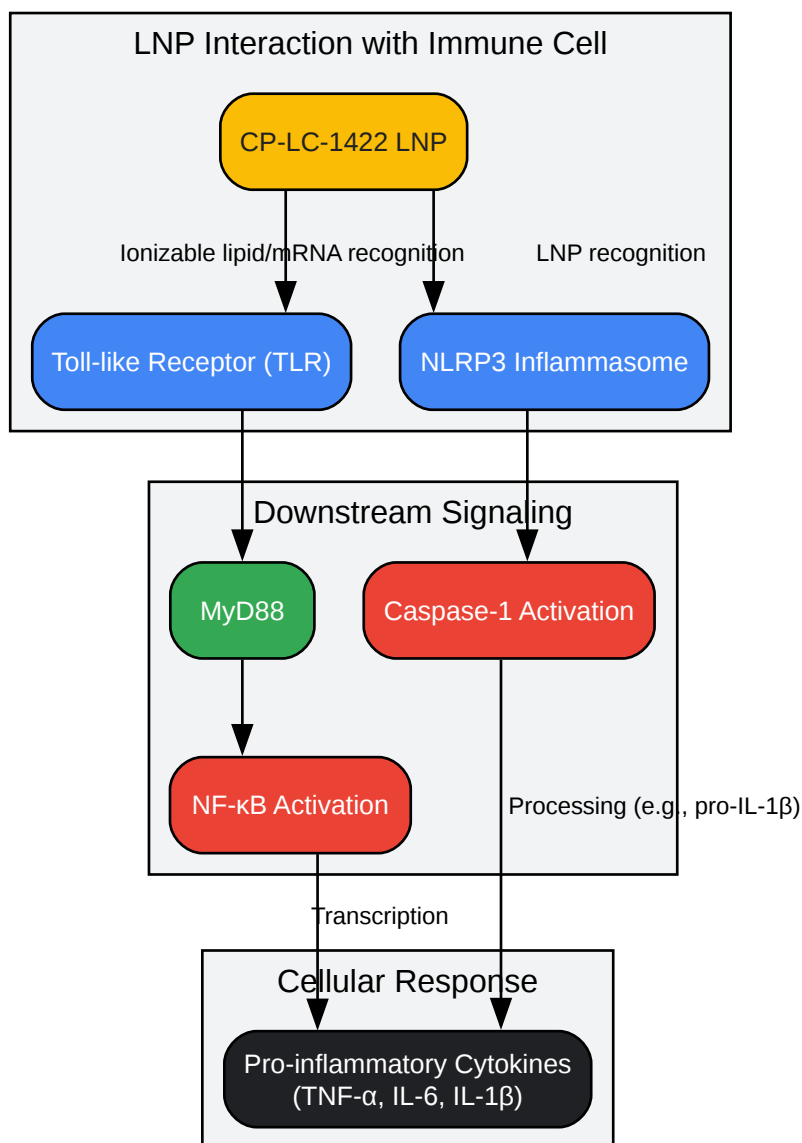 LNP Interaction with Immune Cell
CP-LC-1422 LNP
Ionizable lipid/mRNA recognition
LNP recognition
Toll-like Receptor (TLR)
NLRP3 Inflammasome
Downstream Signaling
MyD88
Caspase-1 Activation
NF-κB Activation
Processing (e.g., pro-IL-1β)
Transcription
Cellular Response
Pro-inflammatory Cytokines
(TNF-α, IL-6, IL-1β)